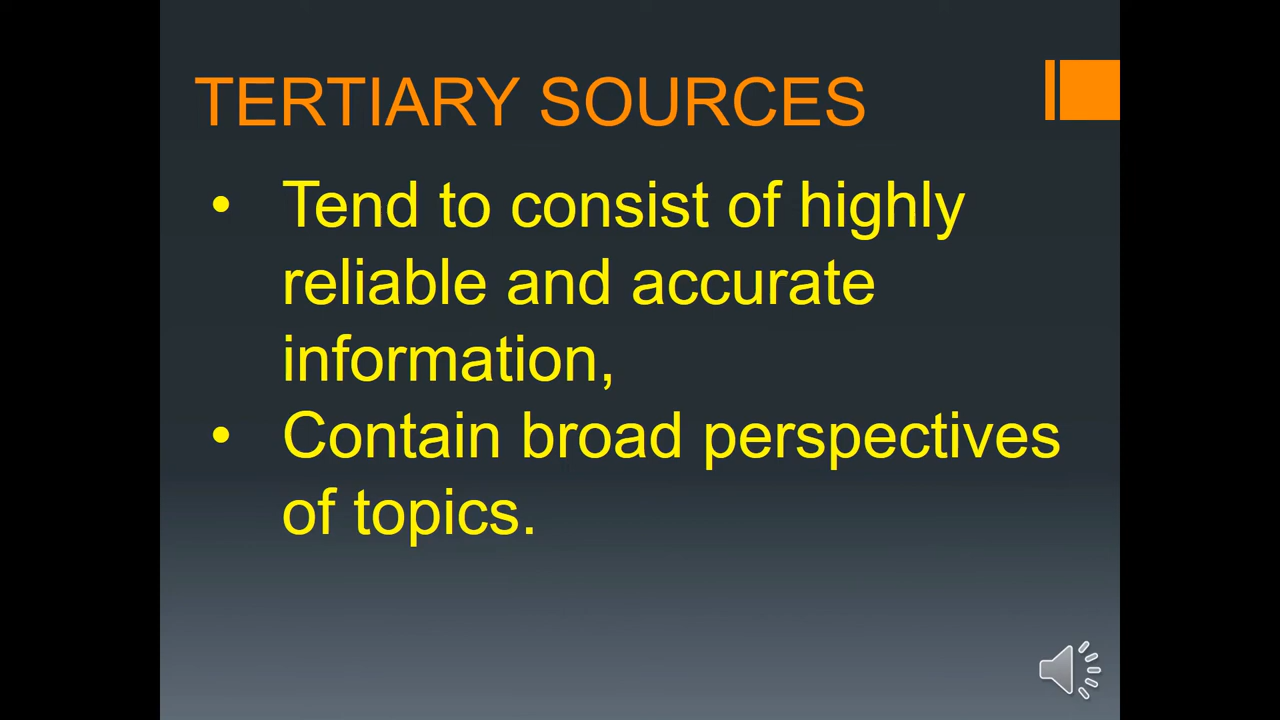 TERTIARY SOURCES
• Tend to consist of highly
reliable and accurate
information,
• Contain broad perspectives
of topics.